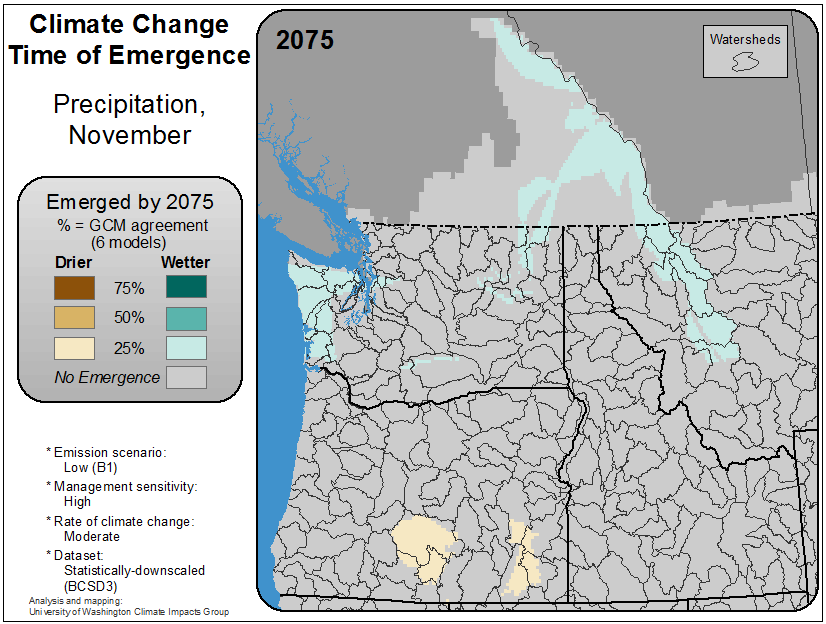 Climate Change
Time of Emergence
Precipitation,
November
Emerged by 2075
% = GCM agreement
(6 models)
Drier Wetter
75%
50%
25%
No Emergence
* Emission scenario:
Low (B1)
* Management sensitivity:
High
* Rate of climate change:
Moderate
* Dataset:
Statistically-downscaled
(BCSD3)
Analysis and mapping:
University of Washington Climate Impacts Group
2075
Watersheds